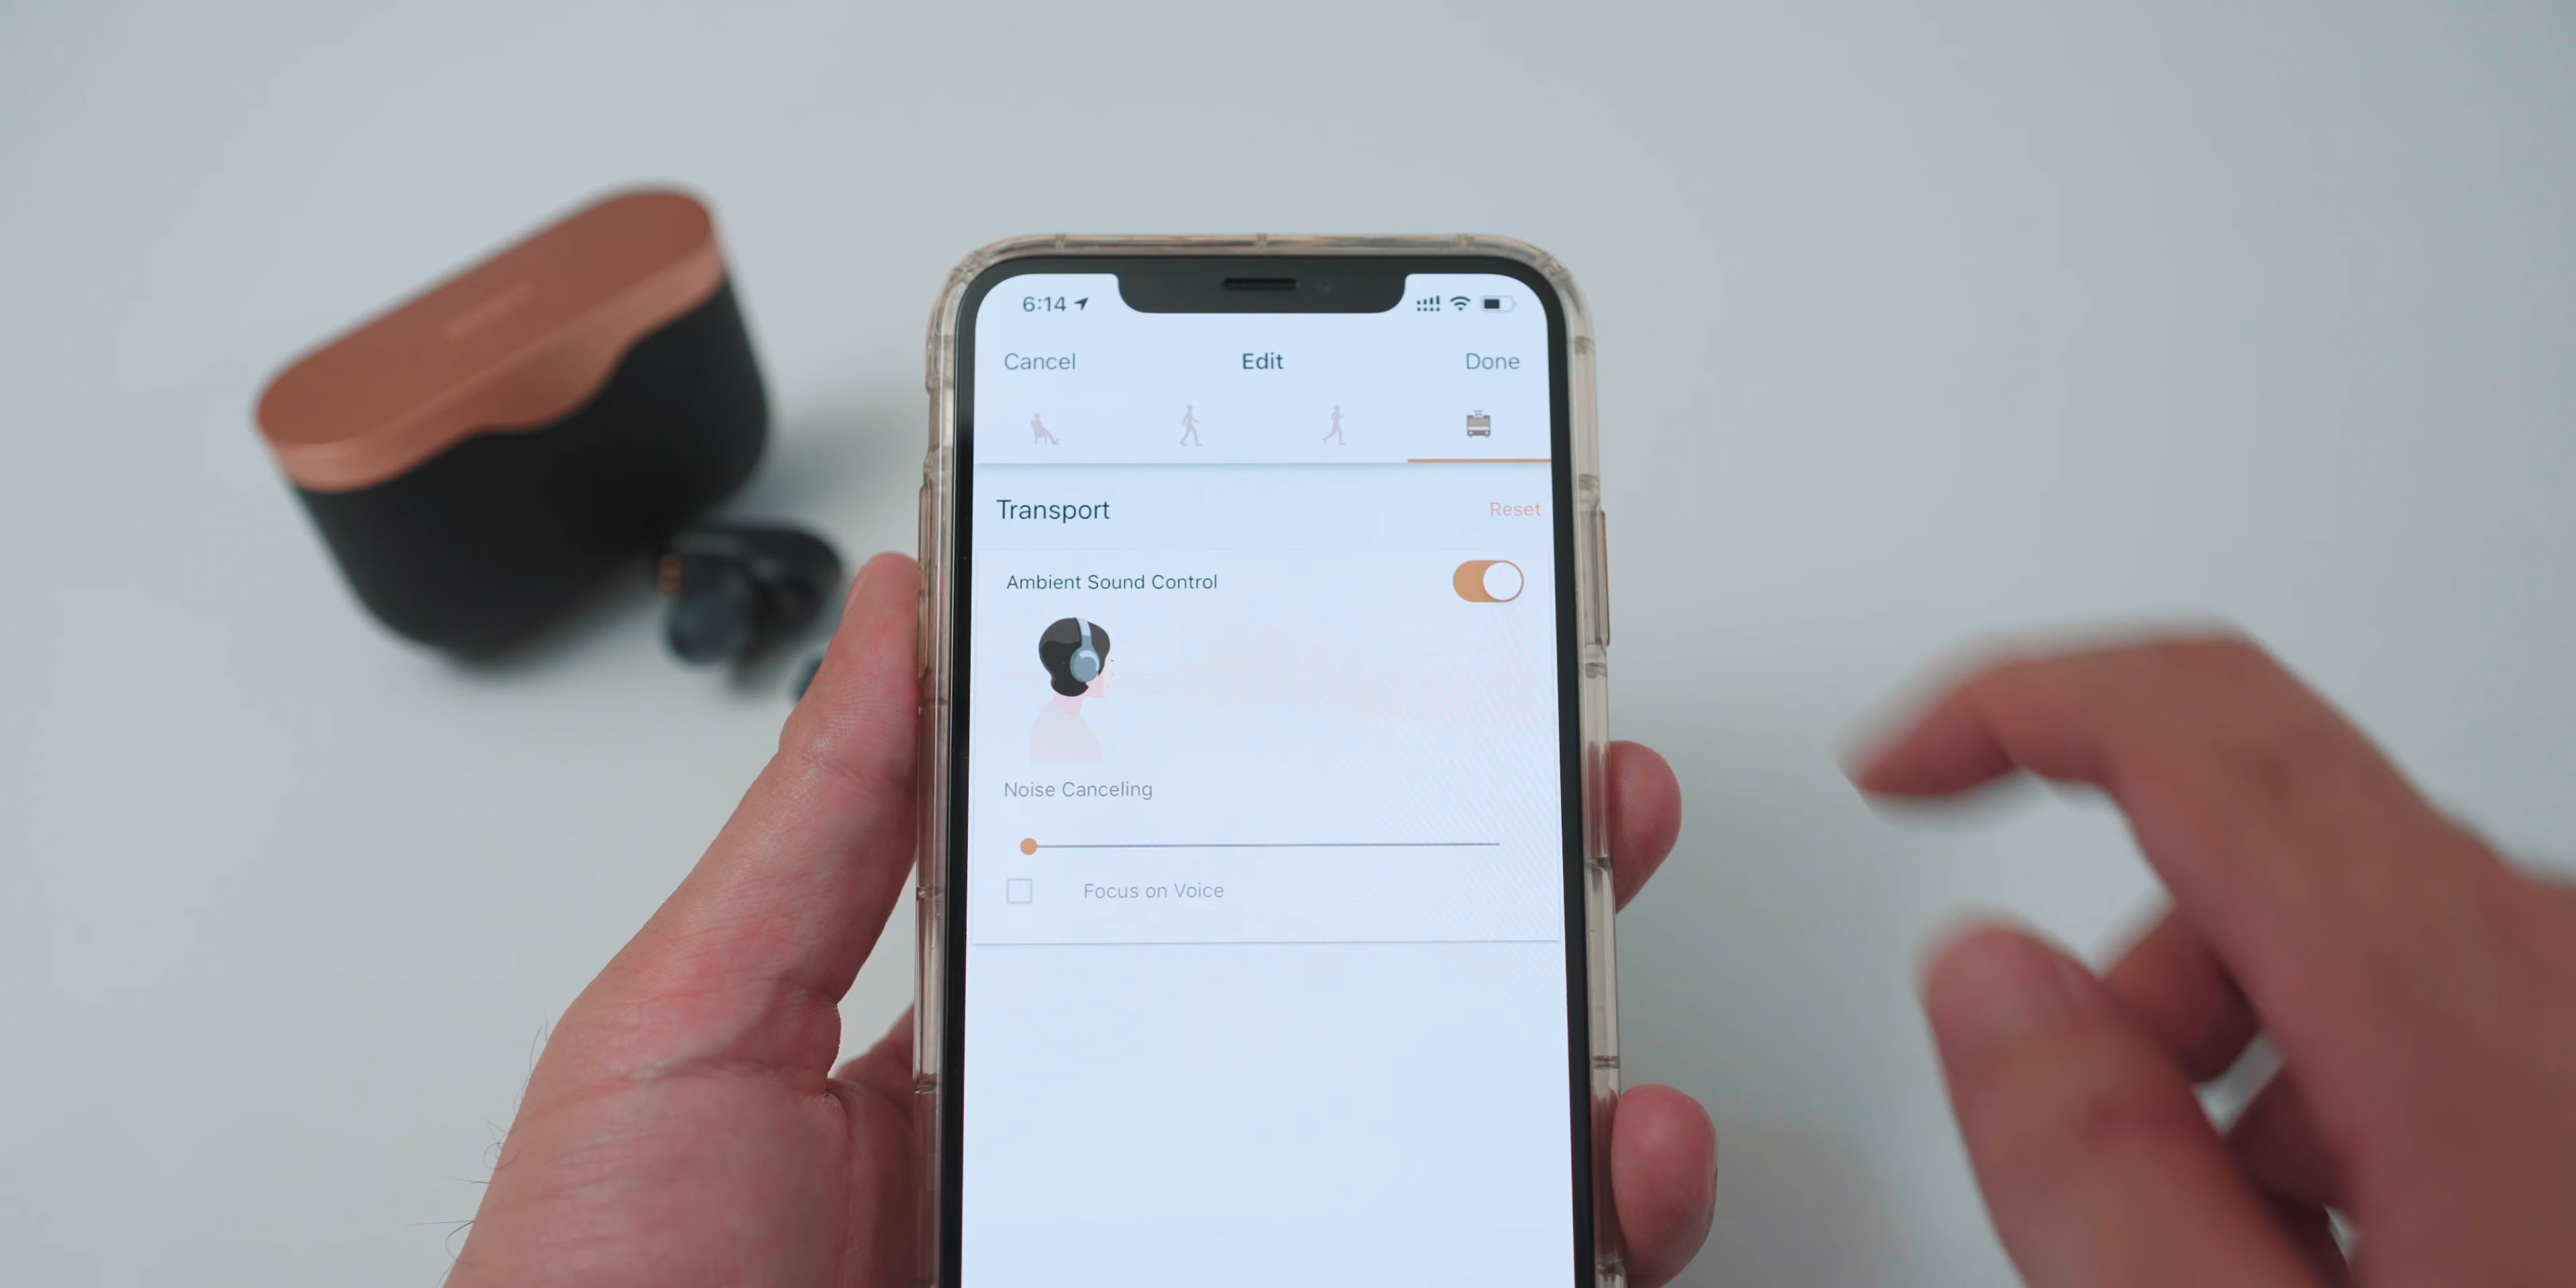 6:14
Cancel Edit Done
Transport Reset
Ambient Sound Control
Noise Canceling
Focus on Voice